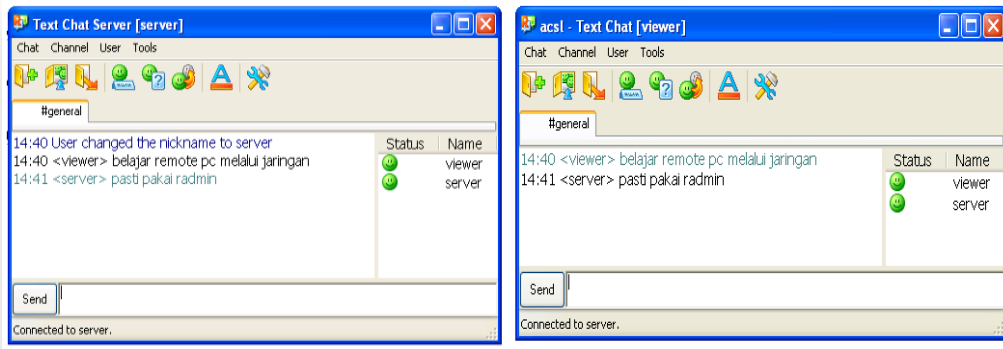 Text Chat Server [server]
Chat Channel User Tools
#general
14:40 User changed the nickname to server
14:40 <viewer> belajar remote pc melalui jaringan
14:41 <server> pasti pakai radmin
Status Name
viewer
server
Send
Connected to server.
acsl - Text Chat [viewer]
Chat Channel User Tools
#general
14:40 <viewer> belajar remote pc melalui jaringan
14:41 <server> pasti pakai radmin
Status Name
viewer
server
Send
Connected to server.